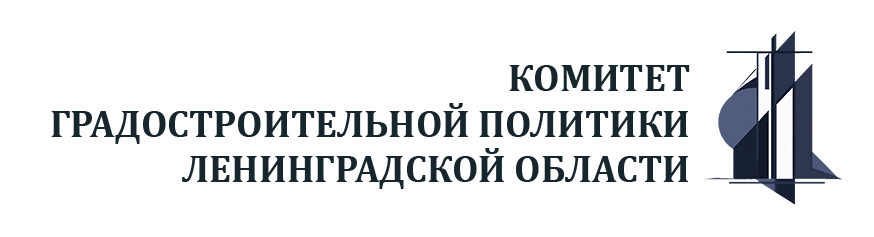 КОМИТЕТ
ГРАДОСТРОИТЕЛЬНОЙ ПОЛИТИКИ
ЛЕНИНГРАДСКОЙ ОБЛАСТИ